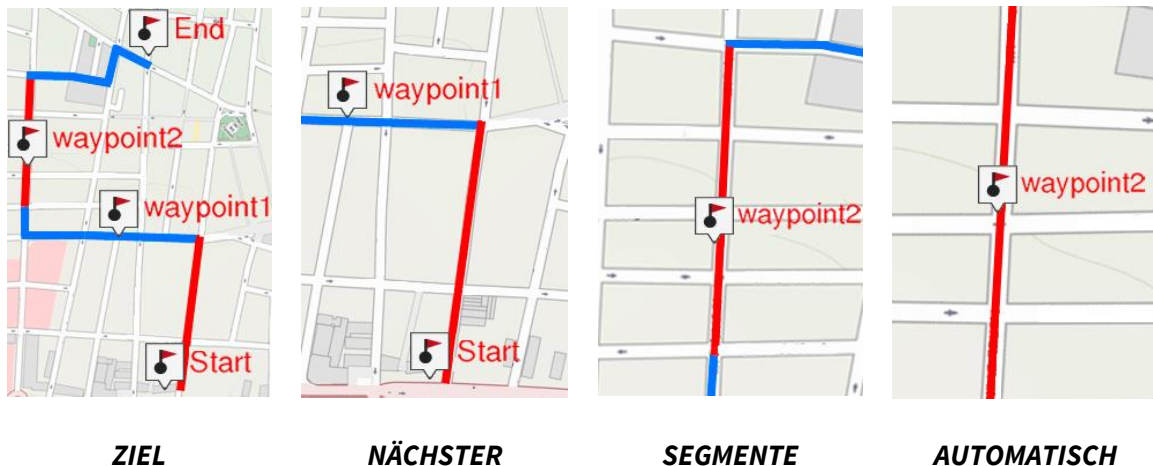 End
waypoint2
waypoint1
Start
waypoint1
Start
waypoint2
waypoint2
ZIEL
NÄCHSTER
SEGMENTE
AUTOMATISCH